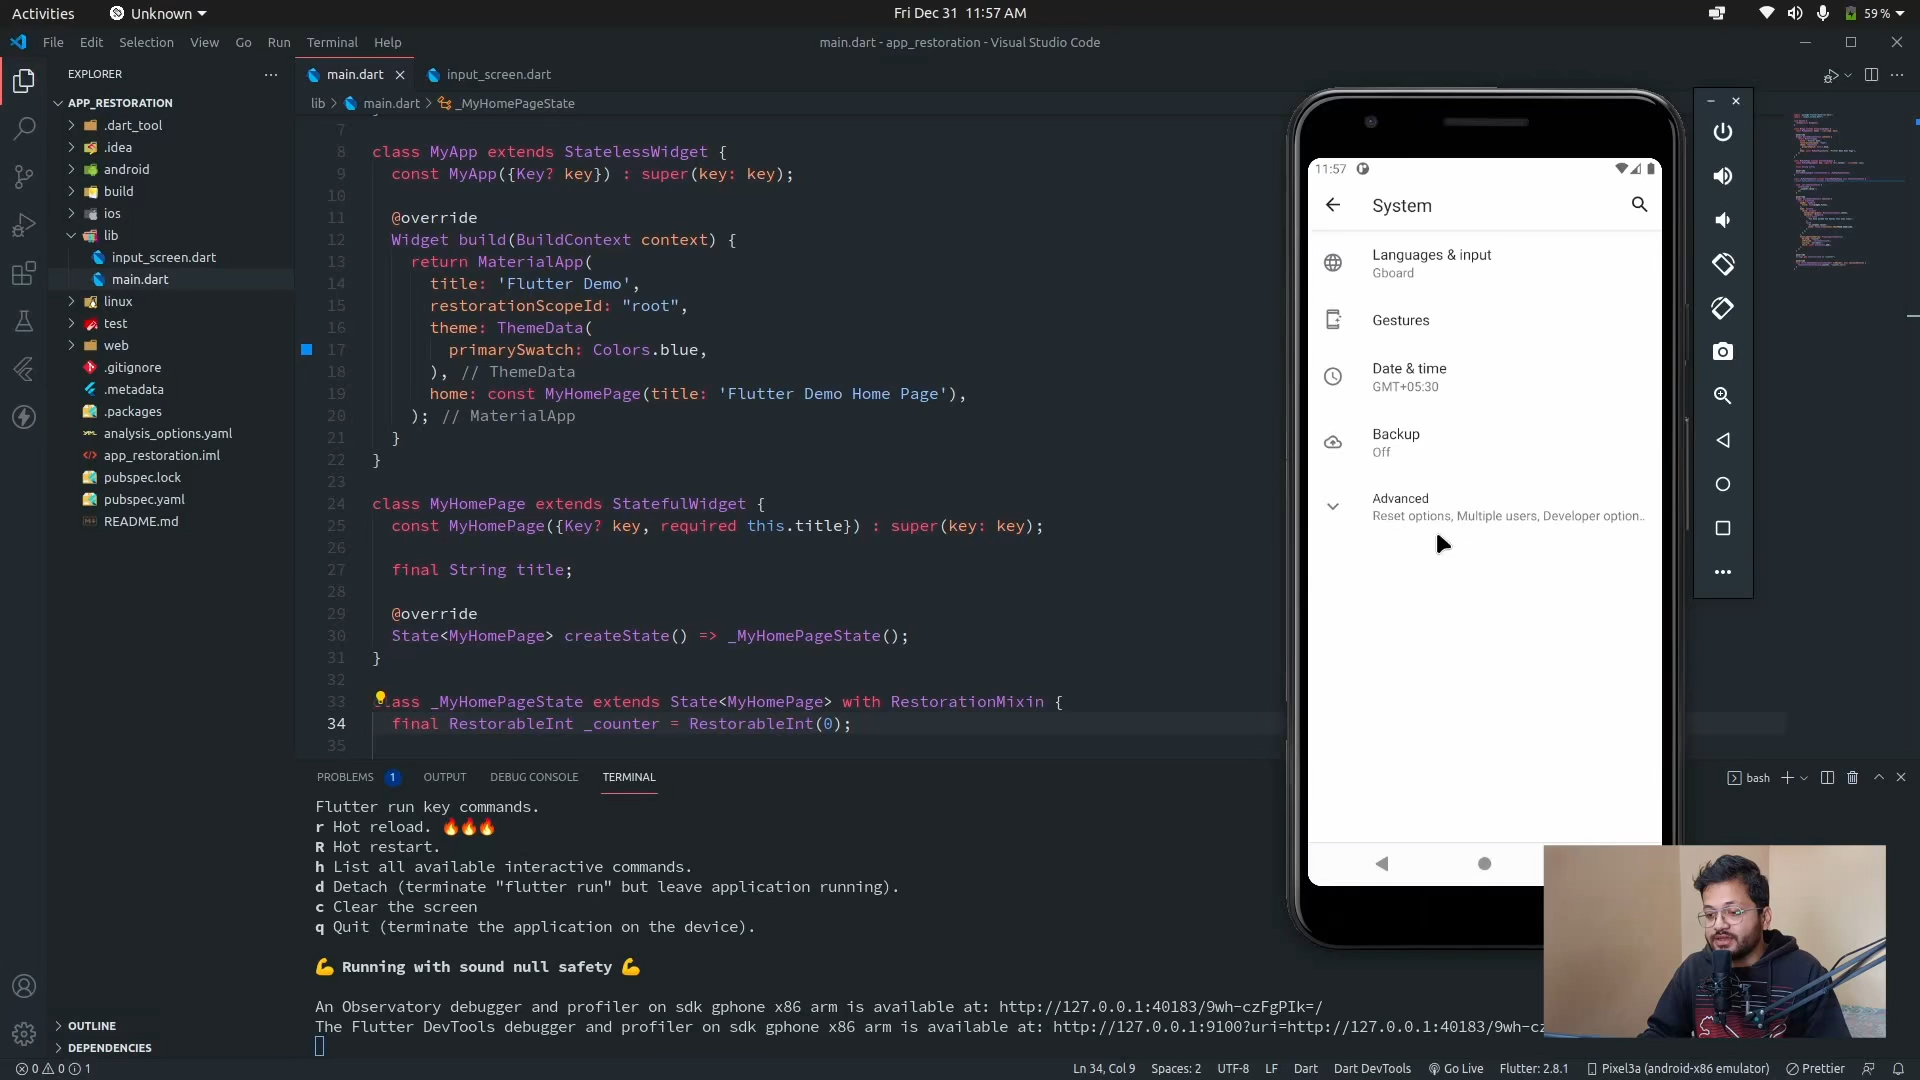 Activities
Unknown
Fri Dec 31 11:57 AM
59 %
File Edit Selection View Go Run Terminal Help
main.dart - app_restoration - Visual Studio Code
EXPLORER
APP_RESTORATION
.dart_tool
.idea
android
build
ios
lib
input_screen.dart
main.dart
linux
test
web
.gitignore
.metadata
.packages
analysis_options.yaml
app_restoration.iml
pubspec.lock
pubspec.yaml
README.md
OUTLINE
DEPENDENCIES
main.dart
input_screen.dart
lib > main.dart > _MyHomePageState
7
8 class MyApp extends StatelessWidget {
9 const MyApp({Key? key}) : super(key: key);
10
11 @override
12 Widget build(BuildContext context) {
13 return MaterialApp(
14 title: 'Flutter Demo',
15 restorationScopeId: "root",
16 theme: ThemeData(
17 primarySwatch: Colors.blue,
18 ), // ThemeData
19 home: const MyHomePage(title: 'Flutter Demo Home Page'),
20 ); // MaterialApp
21 }
22 }
23
24 class MyHomePage extends StatefulWidget {
25 const MyHomePage({Key? key, required this.title}) : super(key: key);
26
27 final String title;
28
29 @override
30 State<MyHomePage> createState() => _MyHomePageState();
31 }
32
33 ass _MyHomePageState extends State<MyHomePage> with RestorationMixin {
34 final RestorableInt _counter = RestorableInt(0);
35
PROBLEMS 1 OUTPUT DEBUG CONSOLE TERMINAL
bash
Flutter run key commands.
r Hot reload. 🔥🔥🔥
R Hot restart.
h List all available interactive commands.
d Detach (terminate "flutter run" but leave application running).
c Clear the screen
q Quit (terminate the application on the device).
💪 Running with sound null safety 💪
An Observatory debugger and profiler on sdk gphone x86 arm is available at: http://127.0.0.1:40183/9wh-czFgPIk=/
The Flutter DevTools debugger and profiler on sdk gphone x86 arm is available at: http://127.0.0.1:9100?uri=http://127.0.0.1:40183/9wh-cz
11:57
System
Languages & input
Gboard
Gestures
Date & time
GMT+05:30
Backup
Off
Advanced
Reset options, Multiple users, Developer option..
0 0 1
Ln 34, Col 9 Spaces: 2 UTF-8 LF Dart Dart DevTools Go Live Flutter: 2.8.1 Pixel3a (android-x86 emulator) Prettier